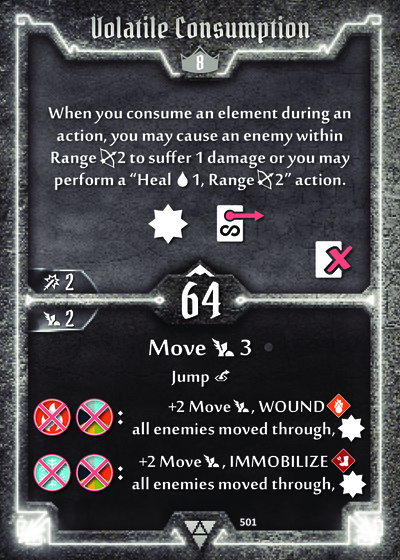 Volatile Consumption
8
When you consume an element during an
action, you may cause an enemy within
Range 2 to suffer 1 damage or you may
perform a "Heal 1, Range 2" action.
2
64
2
Move 3
Jump
: +2 Move, WOUND
all enemies moved through,
: +2 Move, IMMOBILIZE
all enemies moved through,
501